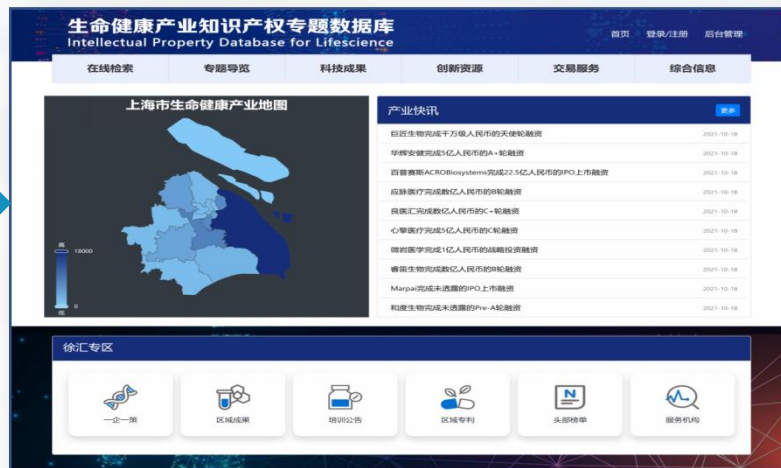 生命健康产业知识产权专题数据库
Intellectual Property Database for Lifescience
首页 登录/注册 后台管理
在线检索 专题导览 科技成果 创新资源 交易服务 综合信息
上海市生命健康产业地图
高
18000
0
低
产业快讯 更多
巨匠生物完成千万级人民币的天使轮融资 2021-10-18
华辉安健完成5亿人民币的A+轮融资 2021-10-18
百普赛斯ACROBiosystems完成22.5亿人民币的IPO上市融资 2021-10-18
应脉医疗完成数亿人民币的B轮融资 2021-10-18
良医汇完成数亿人民币的C+轮融资 2021-10-18
心擎医疗完成5亿人民币的C轮融资 2021-10-18
微岩医学完成1亿人民币的战略投资融资 2021-10-18
睿笛生物完成数亿人民币的B轮融资 2021-10-18
Marpai完成未透露的IPO上市融资 2021-10-18
和度生物完成未透露的Pre-A轮融资 2021-10-18
徐汇专区
一企一策 区域成果 培训公告 区域专利 头部榜单 服务机构